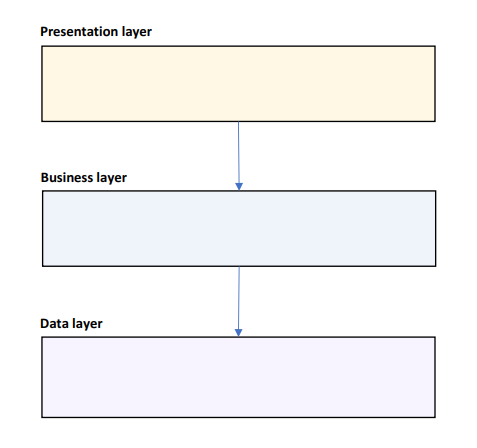 Presentation layer
Business layer
Data layer